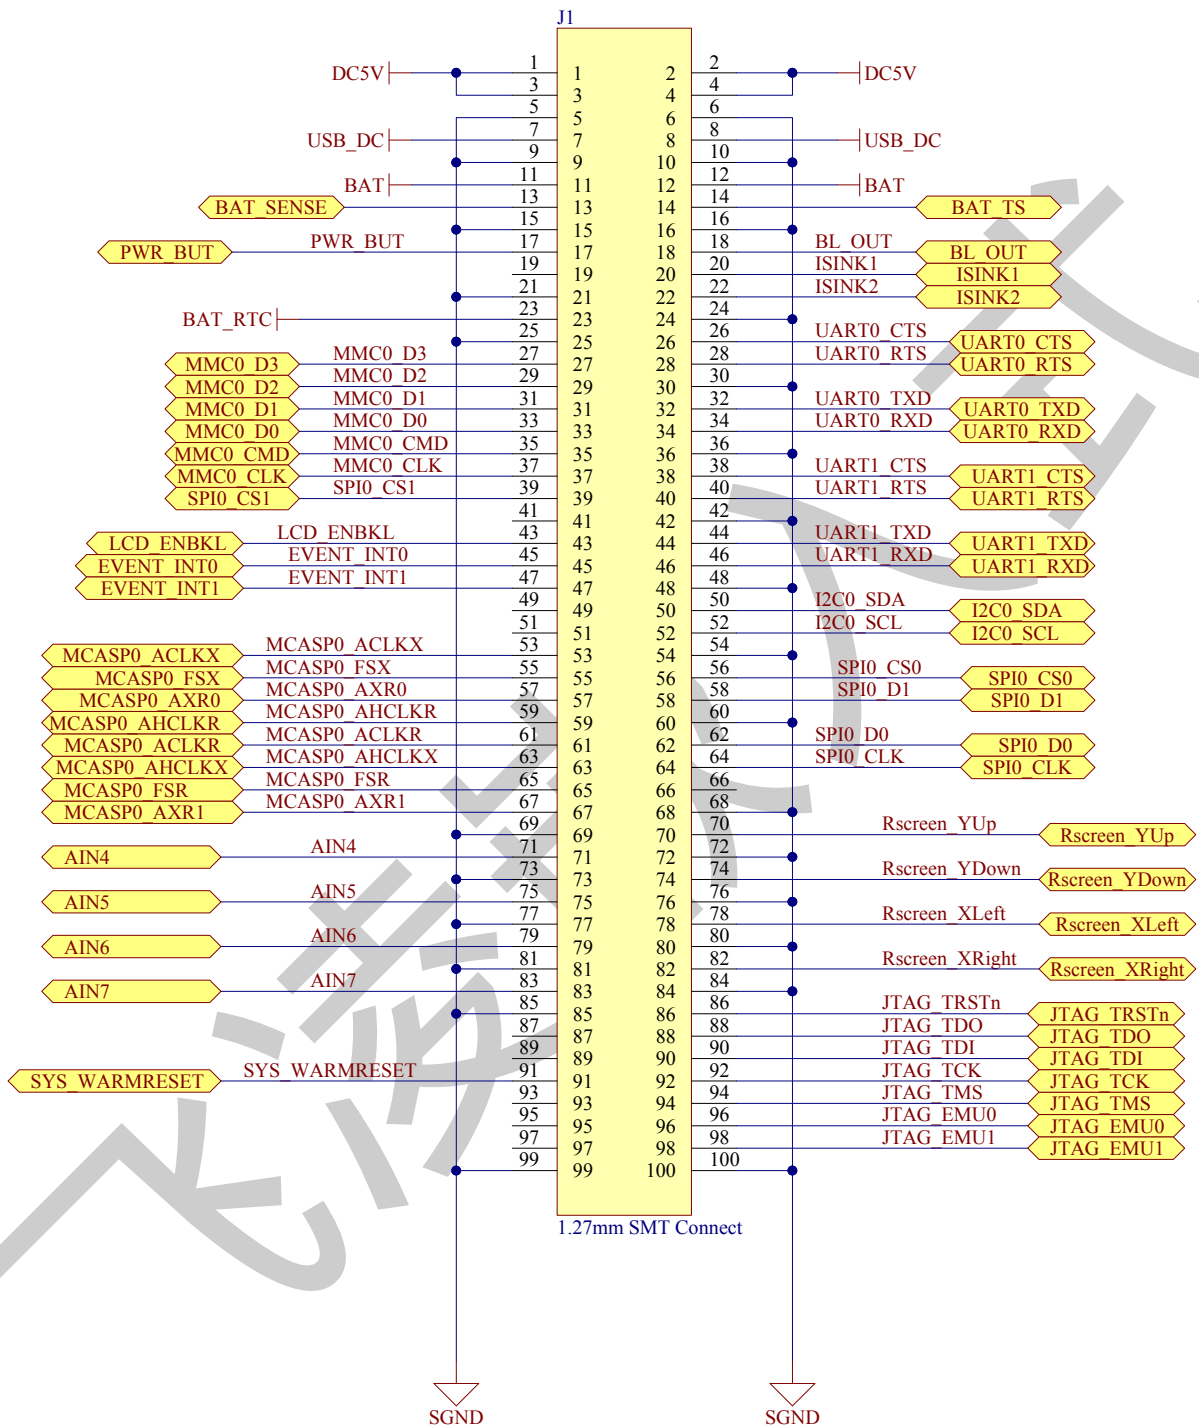 J1
DC5V 1 1 2 2 DC5V
3 3 4 4
5 5 6 6
USB_DC 7 7 8 8 USB_DC
9 9 10 10
BAT 11 11 12 12 BAT
BAT_SENSE 13 13 14 14 BAT_TS
15 15 16 16
PWR_BUT PWR_BUT 17 17 18 18 BL_OUT BL_OUT
19 19 20 20 ISINK1 ISINK1
21 21 22 22 ISINK2 ISINK2
BAT_RTC 23 23 24 24
25 25 26 26 UART0_CTS UART0_CTS
MMC0_D3 MMC0_D3 27 27 28 28 UART0_RTS UART0_RTS
MMC0_D2 MMC0_D2 29 29 30 30
MMC0_D1 MMC0_D1 31 31 32 32 UART0_TXD UART0_TXD
MMC0_D0 MMC0_D0 33 33 34 34 UART0_RXD UART0_RXD
MMC0_CMD MMC0_CMD 35 35 36 36
MMC0_CLK MMC0_CLK 37 37 38 38 UART1_CTS UART1_CTS
SPI0_CS1 SPI0_CS1 39 39 40 40 UART1_RTS UART1_RTS
41 41 42 42
LCD_ENBKL LCD_ENBKL 43 43 44 44 UART1_TXD UART1_TXD
EVENT_INT0 EVENT_INT0 45 45 46 46 UART1_RXD UART1_RXD
EVENT_INT1 EVENT_INT1 47 47 48 48
49 49 50 50 I2C0_SDA I2C0_SDA
51 51 52 52 I2C0_SCL I2C0_SCL
MCASP0_ACLKX MCASP0_ACLKX 53 53 54 54
MCASP0_FSX MCASP0_FSX 55 55 56 56 SPI0_CS0 SPI0_CS0
MCASP0_AXR0 MCASP0_AXR0 57 57 58 58 SPI0_D1 SPI0_D1
MCASP0_AHCLKR MCASP0_AHCLKR 59 59 60 60
MCASP0_ACLKR MCASP0_ACLKR 61 61 62 62 SPI0_D0 SPI0_D0
MCASP0_AHCLKX MCASP0_AHCLKX 63 63 64 64 SPI0_CLK SPI0_CLK
MCASP0_FSR MCASP0_FSR 65 65 66 66
MCASP0_AXR1 MCASP0_AXR1 67 67 68 68
69 69 70 70 Rscreen_YUp Rscreen_YUp
AIN4 AIN4 71 71 72 72
73 73 74 74 Rscreen_YDown Rscreen_YDown
AIN5 AIN5 75 75 76 76
77 77 78 78 Rscreen_XLeft Rscreen_XLeft
AIN6 AIN6 79 79 80 80
81 81 82 82 Rscreen_XRight Rscreen_XRight
AIN7 AIN7 83 83 84 84
85 85 86 86 JTAG_TRSTn JTAG_TRSTn
87 87 88 88 JTAG_TDO JTAG_TDO
89 89 90 90 JTAG_TDI JTAG_TDI
SYS_WARMRESET SYS_WARMRESET 91 91 92 92 JTAG_TCK JTAG_TCK
93 93 94 94 JTAG_TMS JTAG_TMS
95 95 96 96 JTAG_EMU0 JTAG_EMU0
97 97 98 98 JTAG_EMU1 JTAG_EMU1
99 99 100 100
1.27mm SMT Connect
SGND SGND